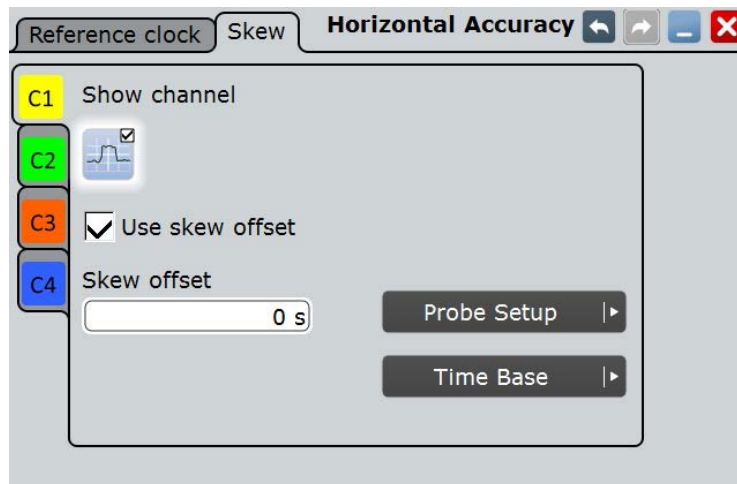 Reference clock Skew Horizontal Accuracy
C1 Show channel
C2
C3 Use skew offset
C4 Skew offset
0 s Probe Setup
Time Base